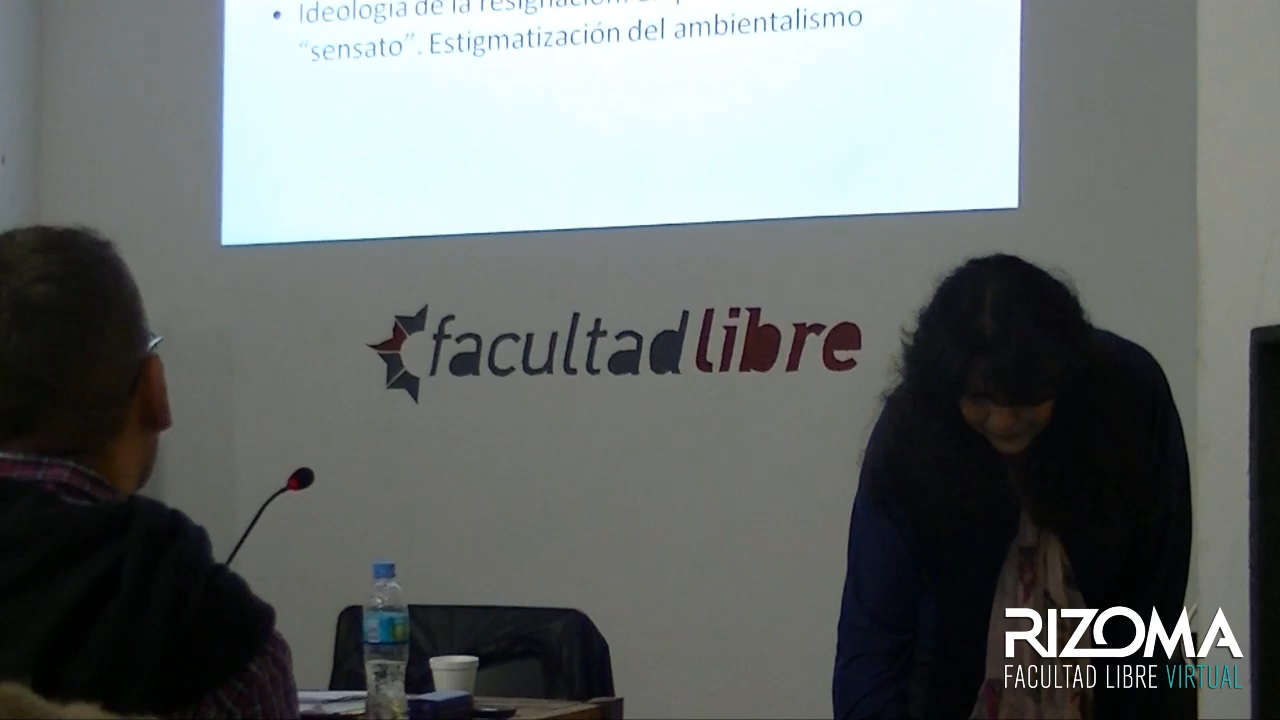 • Ideología de la resignación.
“sensato”. Estigmatización del ambientalismo
facultadlibre
RIZOMA
FACULTAD LIBRE VIRTUAL